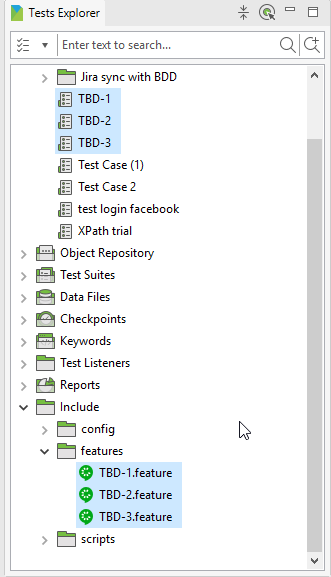 Tests Explorer
Enter text to search...
Jira sync with BDD
TBD-1
TBD-2
TBD-3
Test Case (1)
Test Case 2
test login facebook
XPath trial
Object Repository
Test Suites
Data Files
Checkpoints
Keywords
Test Listeners
Reports
Include
config
features
TBD-1.feature
TBD-2.feature
TBD-3.feature
scripts